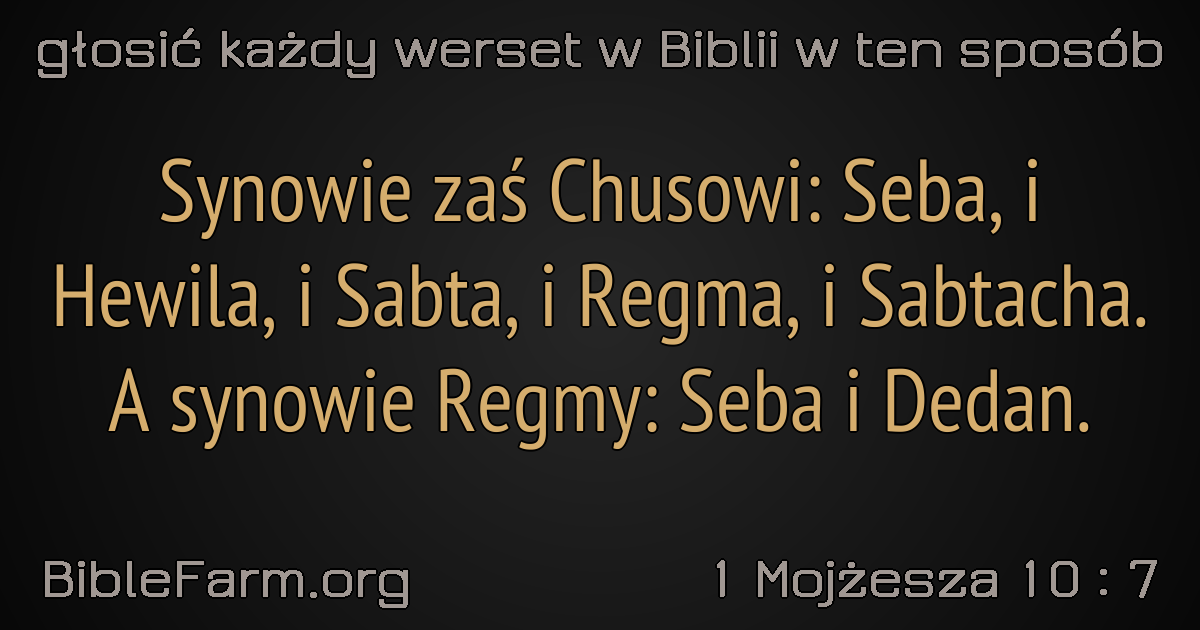 głosić każdy werset w Biblii w ten sposób
Synowie zaś Chusowi: Seba, i
Hewila, i Sabta, i Regma, i Sabtacha.
A synowie Regmy: Seba i Dedan.
BibleFarm.org
1 Mojżesza 10 : 7